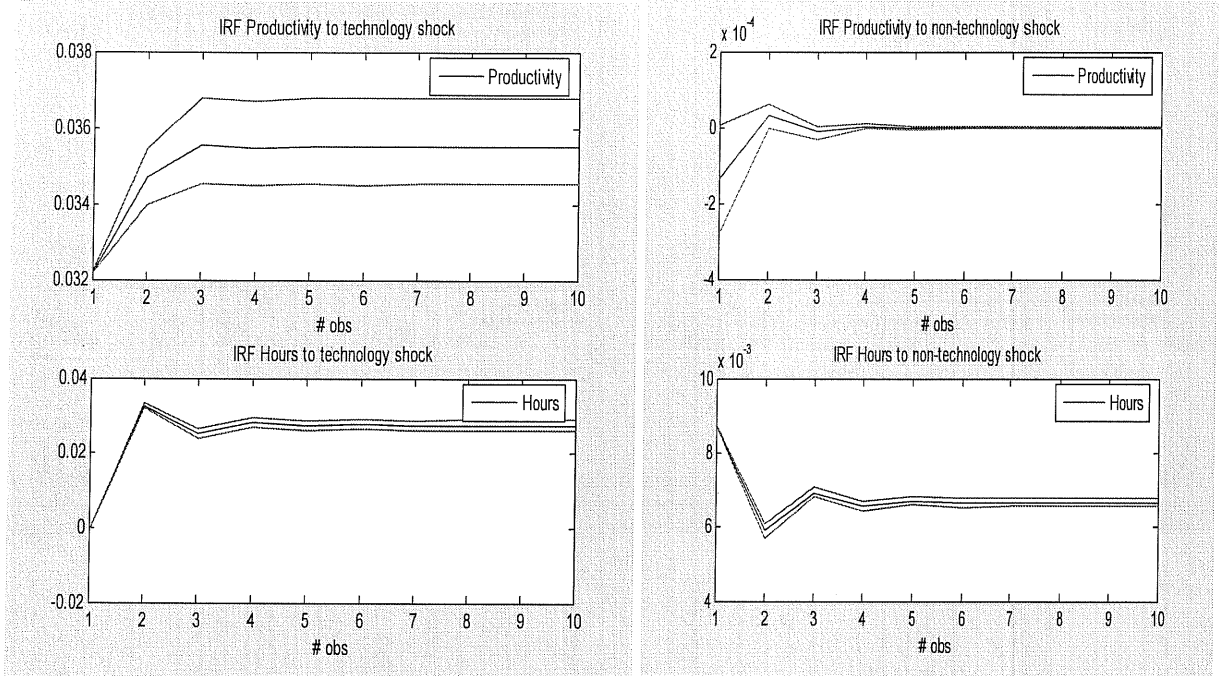 IRF Productivity to technology shock
0.038
0.036
0.034
0.032
Productivity
1 2 3 4 5 6 7 8 9 10
# obs
IRF Productivity to non-technology shock
x 10-4
2
0
-2
-4
Productivity
1 2 3 4 5 6 7 8 9 10
# obs
IRF Hours to technology shock
0.04
0.02
0
-0.02
Hours
1 2 3 4 5 6 7 8 9 10
# obs
IRF Hours to non-technology shock
x 10-3
10
8
6
4
Hours
1 2 3 4 5 6 7 8 9 10
# obs